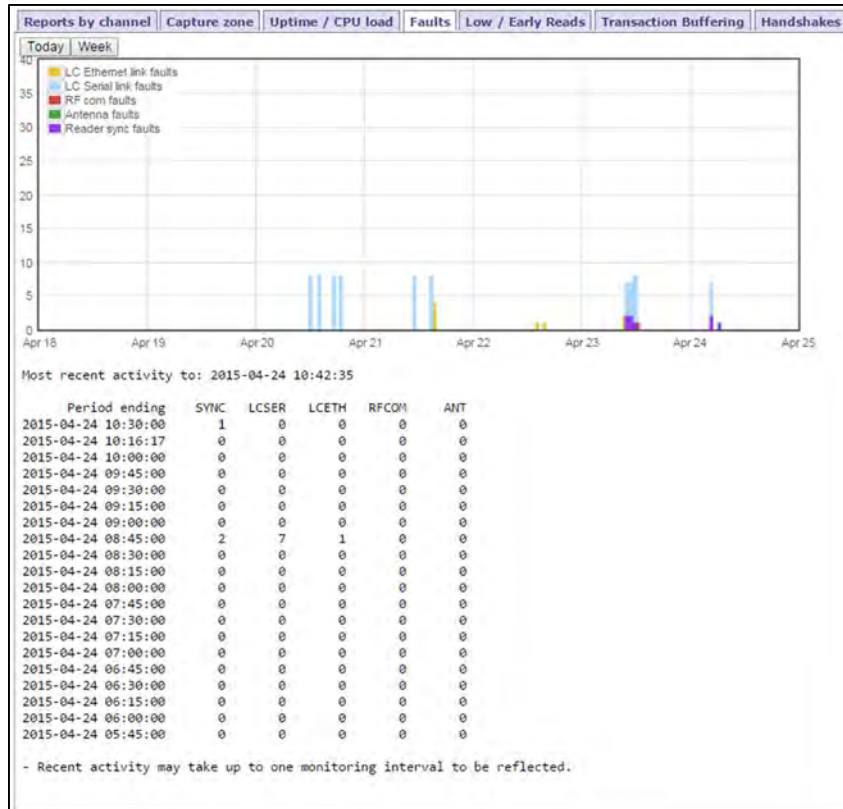 Reports by channel Capture zone Uptime / CPU load Faults Low / Early Reads Transaction Buffering Handshakes
Today Week
40
LC Ethernet link faults
LC Serial link faults
35
RF com faults
Antenna faults
30
Reader sync faults
25
20
15
10
5
0
Apr 18 Apr 19 Apr 20 Apr 21 Apr 22 Apr 23 Apr 24 Apr 25
Most recent activity to: 2015-04-24 10:42:35
Period ending SYNC LCSER LCETH RFCOM ANT
2015-04-24 10:30:00 1 0 0 0 0
2015-04-24 10:16:17 0 0 0 0 0
2015-04-24 10:00:00 0 0 0 0 0
2015-04-24 09:45:00 0 0 0 0 0
2015-04-24 09:30:00 0 0 0 0 0
2015-04-24 09:15:00 0 0 0 0 0
2015-04-24 09:00:00 0 0 0 0 0
2015-04-24 08:45:00 2 7 1 0 0
2015-04-24 08:30:00 0 0 0 0 0
2015-04-24 08:15:00 0 0 0 0 0
2015-04-24 08:00:00 0 0 0 0 0
2015-04-24 07:45:00 0 0 0 0 0
2015-04-24 07:30:00 0 0 0 0 0
2015-04-24 07:15:00 0 0 0 0 0
2015-04-24 07:00:00 0 0 0 0 0
2015-04-24 06:45:00 0 0 0 0 0
2015-04-24 06:30:00 0 0 0 0 0
2015-04-24 06:15:00 0 0 0 0 0
2015-04-24 06:00:00 0 0 0 0 0
2015-04-24 05:45:00 0 0 0 0 0
- Recent activity may take up to one monitoring interval to be reflected.